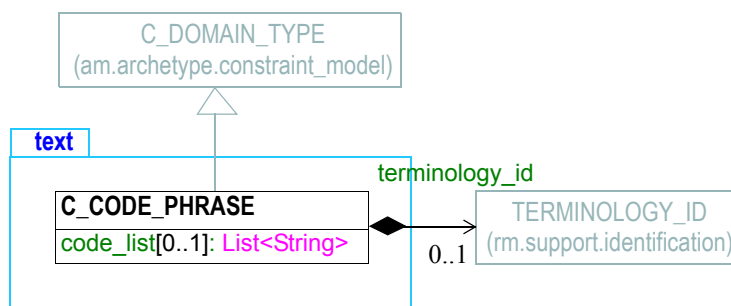 C_DOMAIN_TYPE
(am.archetype.constraint_model)
text
terminology_id
C_CODE_PHRASE
code_list[0..1]: List<String>
0..1
TERMINOLOGY_ID
(rm.support.identification)